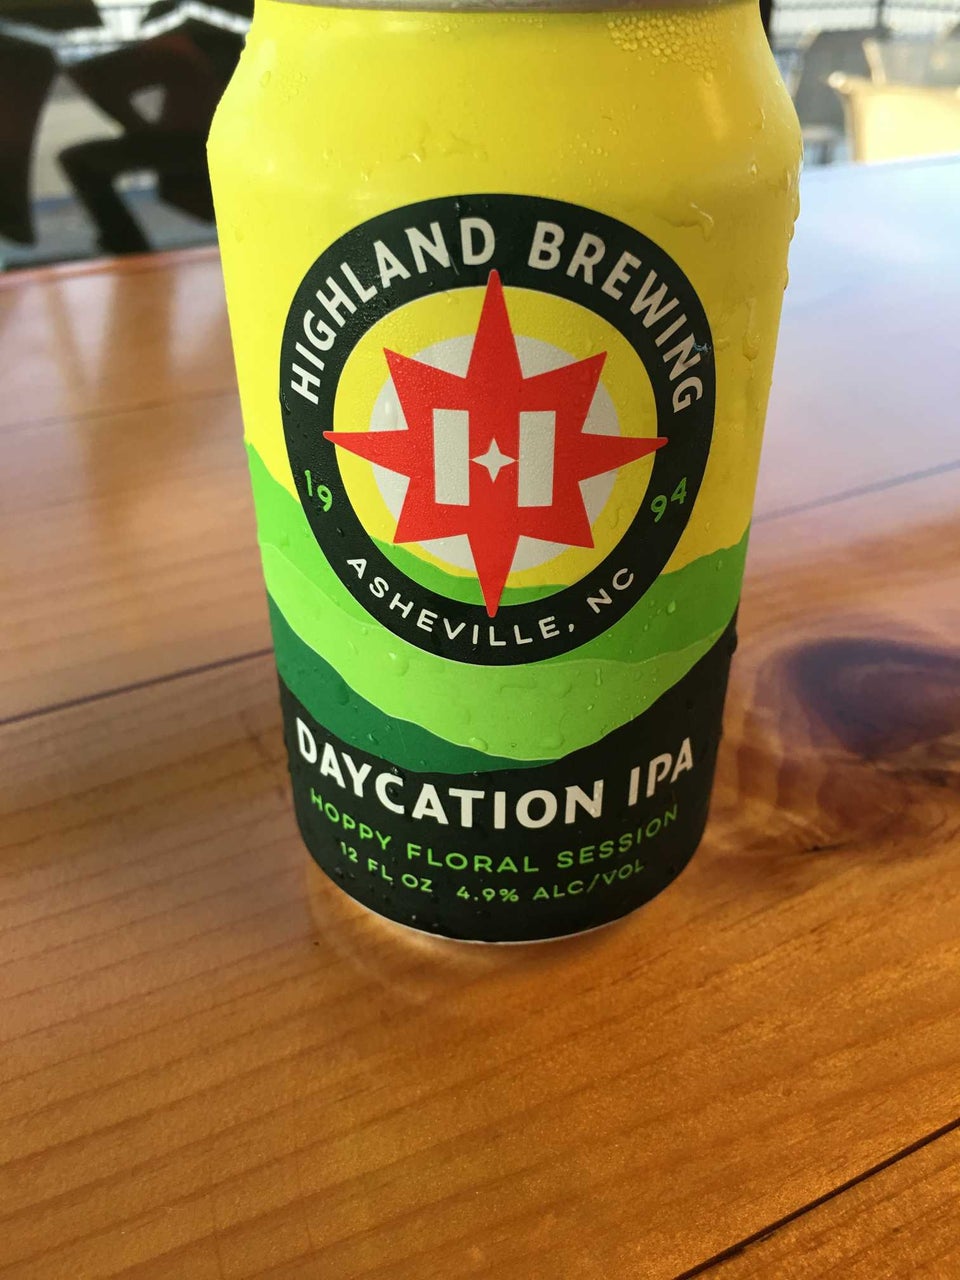 HIGHLAND BREWING
H
19 94
ASHEVILLE, NC
DAYCATION IPA
HOPPY FLORAL SESSION
12 FL OZ 4.9% ALC/VOL